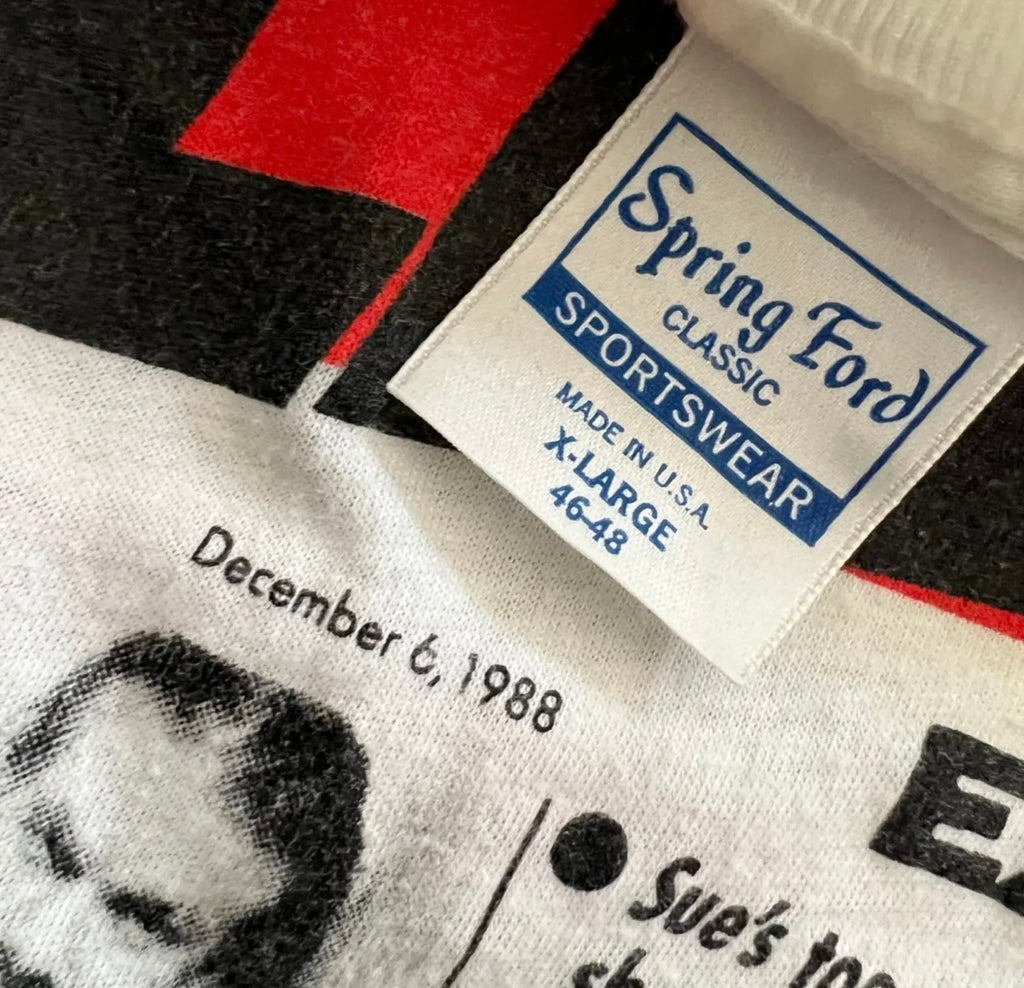 Spring Ford
CLASSIC
SPORTSWEAR
MADE IN U.S.A.
X-LARGE
46-48
December 6, 1988
Sue's